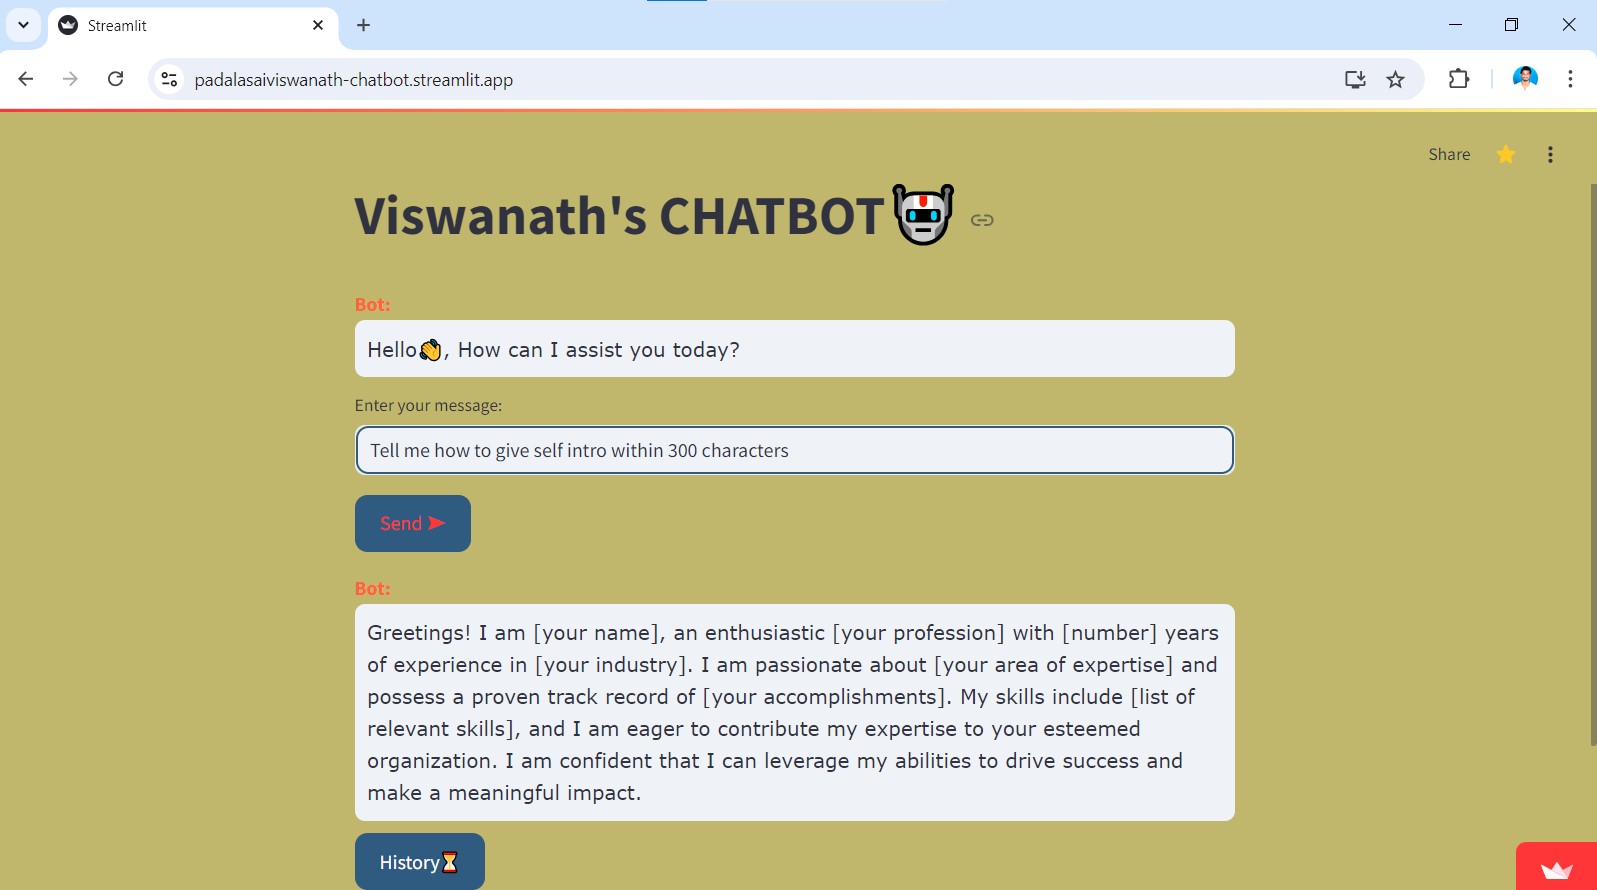 Streamlit
padalasaiviswanath-chatbot.streamlit.app
Share
Viswanath's CHATBOT
Bot:
Hello👋, How can I assist you today?
Enter your message:
Tell me how to give self intro within 300 characters
Send ➤
Bot:
Greetings! I am [your name], an enthusiastic [your profession] with [number] years
of experience in [your industry]. I am passionate about [your area of expertise] and
possess a proven track record of [your accomplishments]. My skills include [list of
relevant skills], and I am eager to contribute my expertise to your esteemed
organization. I am confident that I can leverage my abilities to drive success and
make a meaningful impact.
History⏳